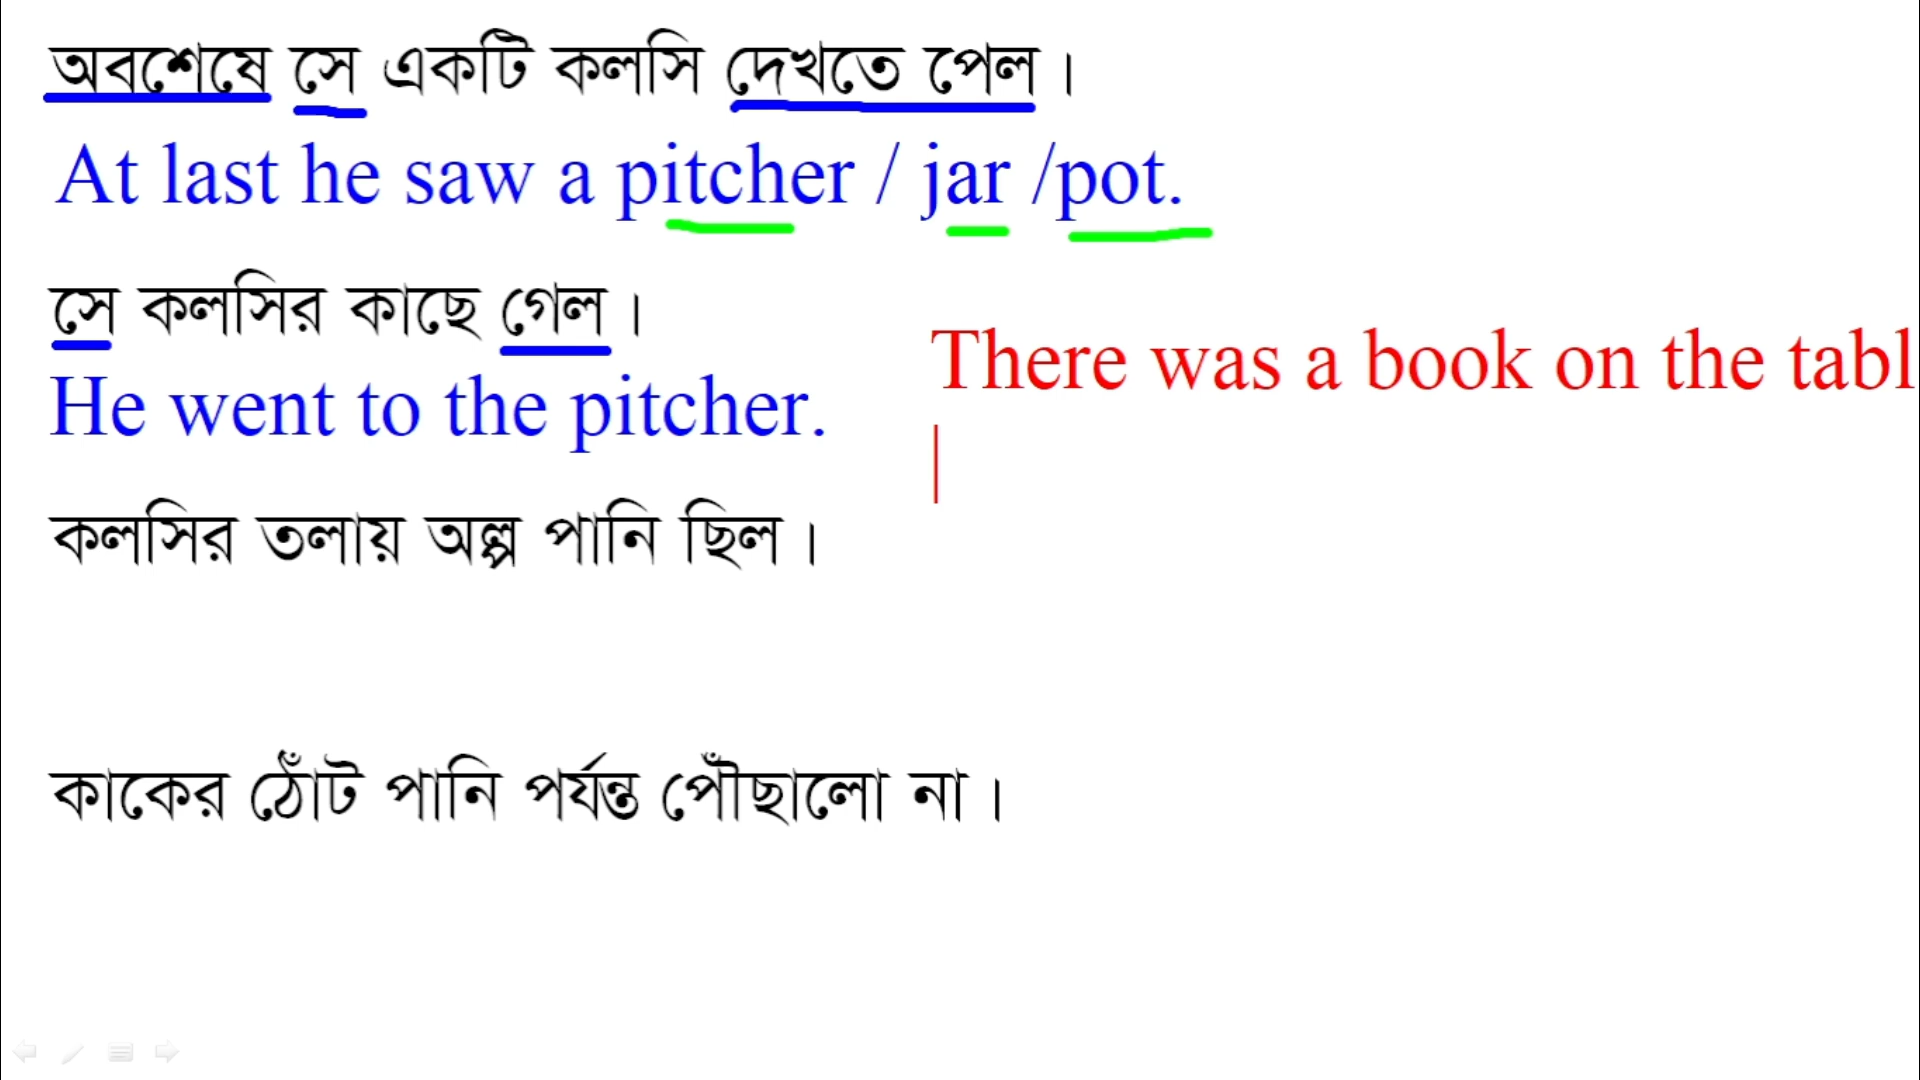 অবশেষে সে একটি কলসি দেখতে পেল।
At last he saw a pitcher / jar /pot.
সে কলসির কাছে গেল।
He went to the pitcher.
There was a book on the tabl
কলসির তলায় অল্প পানি ছিল।
কাকের ঠোঁট পানি পর্যন্ত পৌঁছালো না।